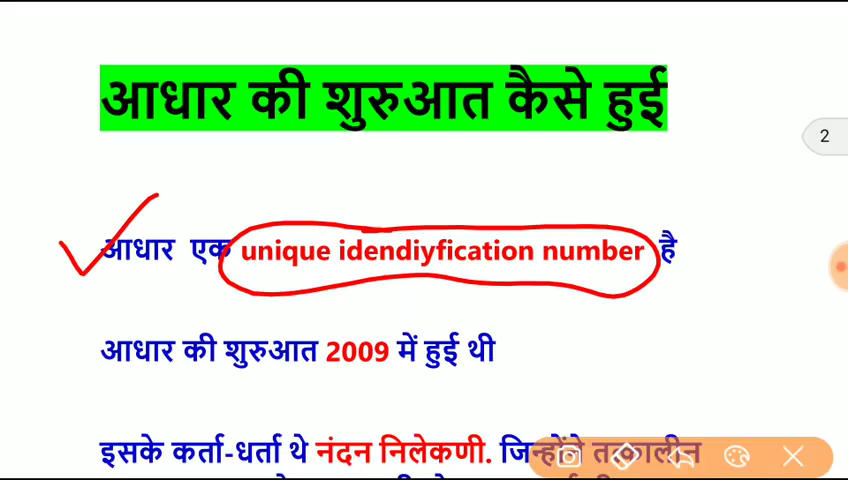 आधार की शुरुआत कैसे हुई
2
आधार एक unique idendiyfication number है
आधार की शुरुआत 2009 में हुई थी
इसके कर्ता-धर्ता थे नंदन निलेकणी. जिन्होंने तत्कालीन